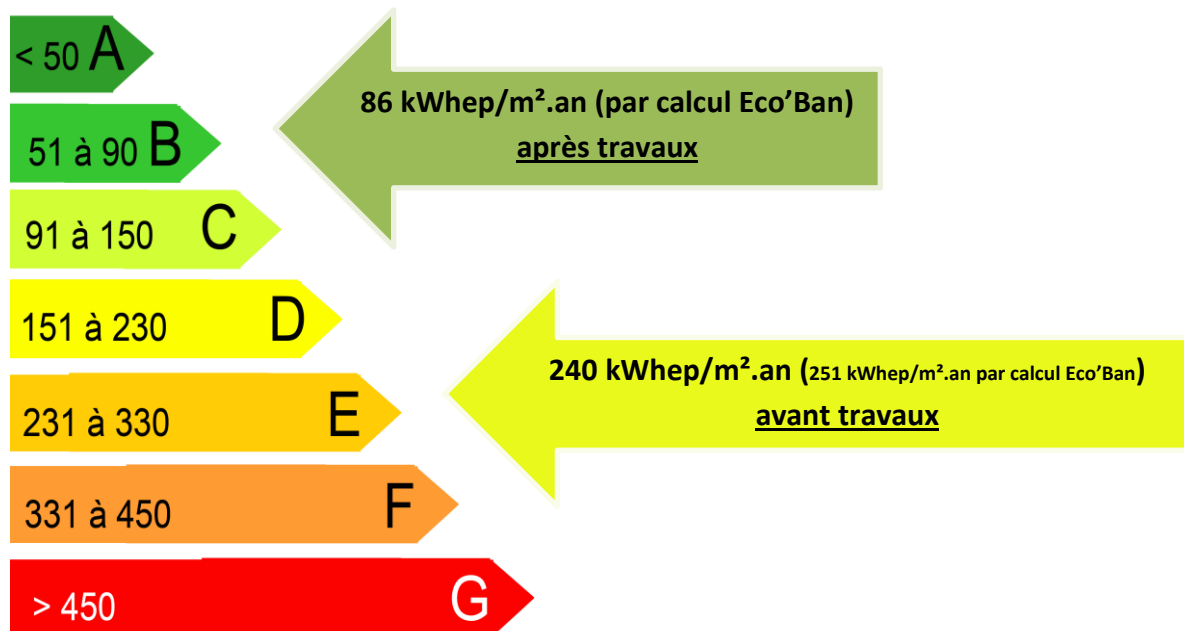 < 50 A
86 kWhep/m².an (par calcul Eco’Ban)
après travaux
51 à 90 B
91 à 150 C
151 à 230 D
240 kWhep/m².an (251 kWhep/m².an par calcul Eco’Ban)
avant travaux
231 à 330 E
331 à 450 F
> 450 G